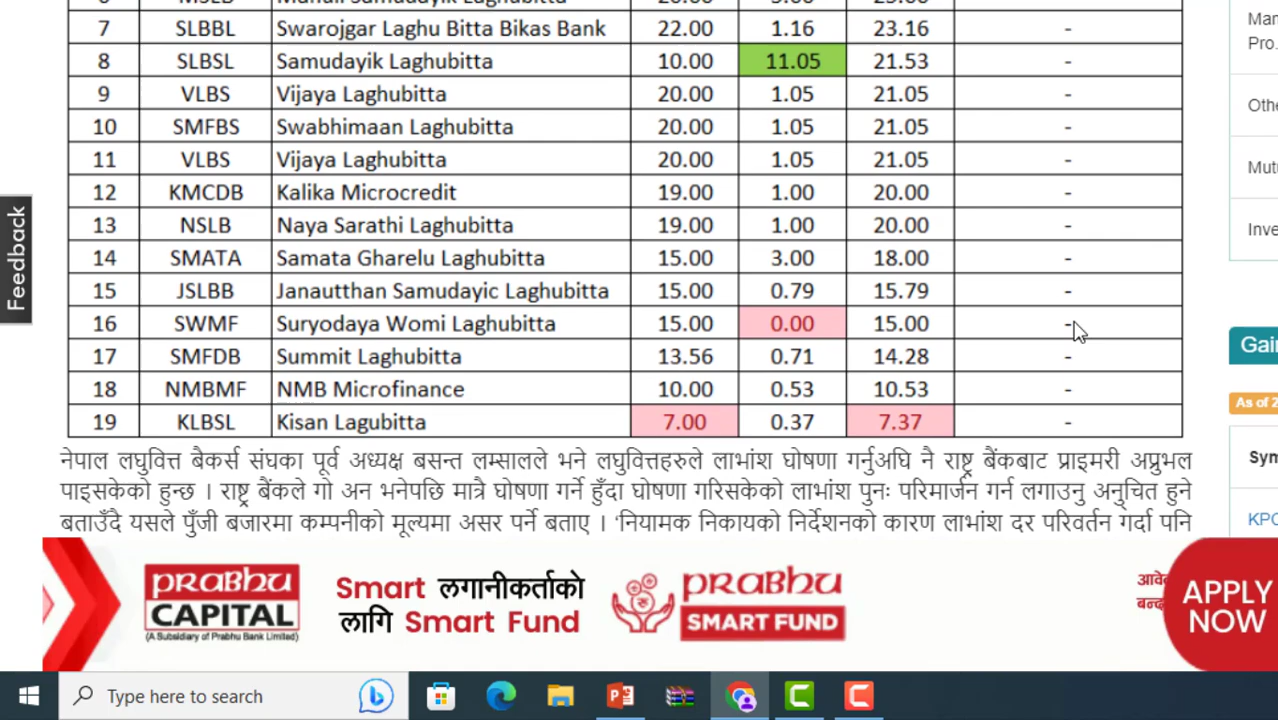 7 SLBBL Swarojgar Laghu Bitta Bikas Bank 22.00 1.16 23.16 -
8 SLBSL Samudayik Laghubitta 10.00 11.05 21.53 -
9 VLBS Vijaya Laghubitta 20.00 1.05 21.05 -
10 SMFBS Swabhimaan Laghubitta 20.00 1.05 21.05 -
11 VLBS Vijaya Laghubitta 20.00 1.05 21.05 -
12 KMCDB Kalika Microcredit 19.00 1.00 20.00 -
13 NSLB Naya Sarathi Laghubitta 19.00 1.00 20.00 -
14 SMATA Samata Gharelu Laghubitta 15.00 3.00 18.00 -
15 JSLBB Janautthan Samudayic Laghubitta 15.00 0.79 15.79 -
16 SWMF Suryodaya Womi Laghubitta 15.00 0.00 15.00 -
17 SMFDB Summit Laghubitta 13.56 0.71 14.28 -
18 NMBMF NMB Microfinance 10.00 0.53 10.53 -
19 KLBSL Kisan Lagubitta 7.00 0.37 7.37 -
नेपाल लघुवित्त बैकर्स संघका पूर्व अध्यक्ष बसन्त लम्सालले भने लघुवित्तहरुले लाभांश घोषणा गर्नुअघि नै राष्ट्र बैंकबाट प्राइमरी अप्रुभल
पाइसकेको हुन्छ । राष्ट्र बैंकले गो अन भनेपछि मात्रै घोषणा गर्ने हुँदा घोषणा गरिसकेको लाभांश पुनः परिमार्जन गर्न लगाउनु अनुचित हुने
बताउँदै यसले पुँजी बजारमा कम्पनीको मूल्यमा असर पर्ने बताए । 'नियामक निकायको निर्देशनको कारण लाभांश दर परिवर्तन गर्दा पनि
Feedback
Pro.
Gai
As of 2
Sym
KPC
PRABHU
CAPITAL
(A Subsidiary of Prabhu Bank Limited)
Smart लगानीकर्ताको
लागि Smart Fund
PRABHU
SMART FUND
APPLY
NOW
Type here to search